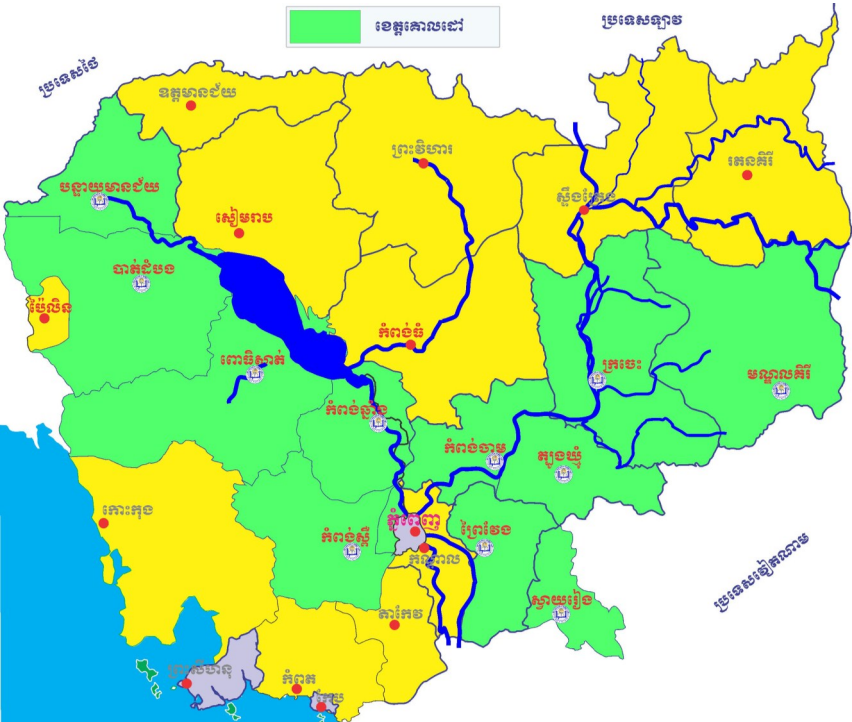 ខេត្តគោលដៅ
ប្រទេសឡាវ
ប្រទេសថៃ
ឧត្តមានជ័យ
ព្រះវិហារ
រតនគិរី
បន្ទាយមានជ័យ
ស្ទឹងត្រែង
សៀមរាប
បាត់ដំបង
ប៉ៃលិន
កំពង់ធំ
ពោធិ៍សាត់
ក្រចេះ
មណ្ឌលគិរី
កំពង់ឆ្នាំង
កំពង់ចាម
ត្បូងឃ្មុំ
កោះកុង
ភ្នំពេញ
ព្រៃវែង
កំពង់ស្ពឺ
កណ្តាល
ប្រទេសវៀតណាម
ស្វាយរៀង
តាកែវ
ព្រះសីហនុ
កំពត
កែប